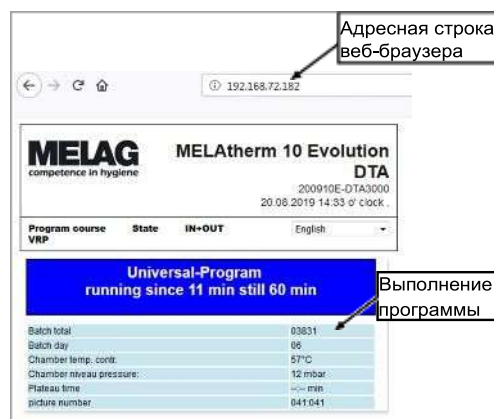 Адресная строка
веб-браузера
192.168.72.182
MELAG
competence in hygiene
MELAtherm 10 Evolution
DTA
200910E-DTA3000
20.08.2019 14:33 o' clock .
Program course State IN+OUT English
VRP
Universal-Program
running since 11 min still 60 min
Выполнение
программы
Batch total 03831
Batch day 06
Chamber temp. contr. 57°C
Chamber niveau pressure: 12 mbar
Plateau time --:-- min
picture number 041:041